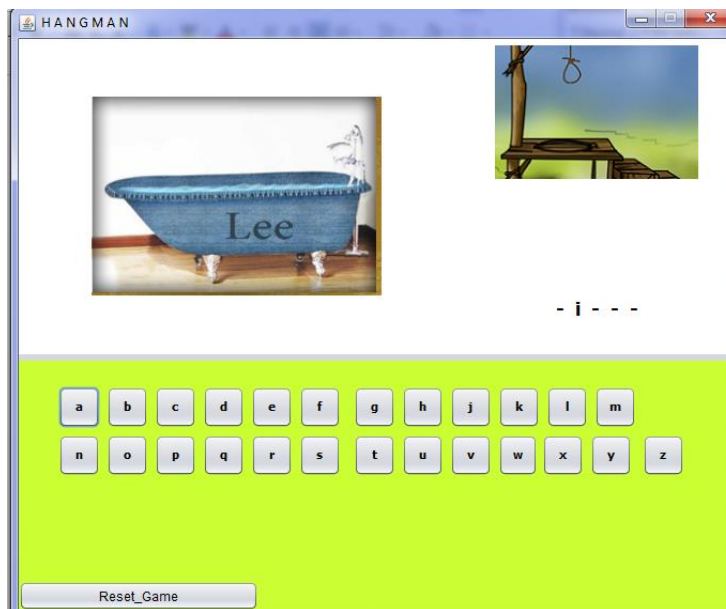 HANGMAN
Lee
- i - - -
a b c d e f g h j k l m
n o p q r s t u v w x y z
Reset_Game